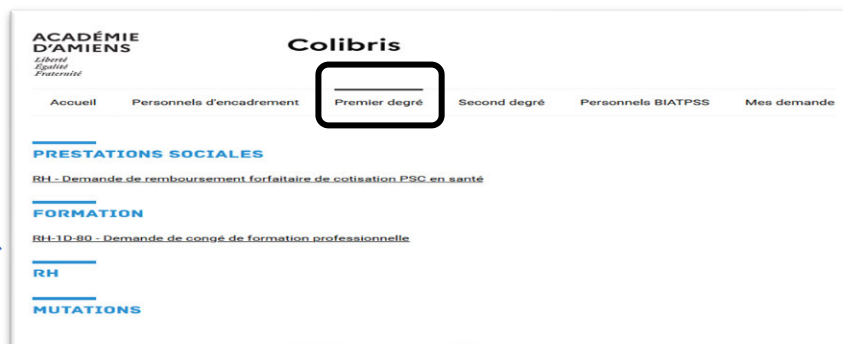 ACADÉMIE
D'AMIENS
Liberté
Égalité
Fraternité
Colibris
Accueil Personnels d'encadrement Premier degré Second degré Personnels BIATPSS Mes demande
PRESTATIONS SOCIALES
RH - Demande de remboursement forfaitaire de cotisation PSC en santé
FORMATION
RH-1D-80 - Demande de congé de formation professionnelle
RH
MUTATIONS